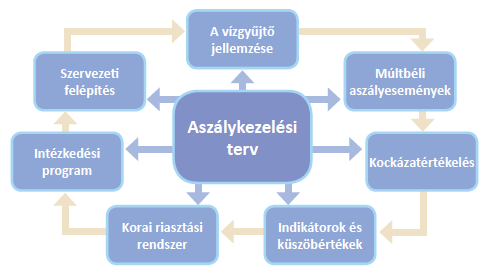 A vízgyűjtő
jellemzése
Múltbéli
aszályesemények
Kockázatértékelés
Indikátorok és
küszöbértékek
Korai riasztási
rendszer
Intézkedési
program
Szervezeti
felépítés
Aszálykezelési
terv